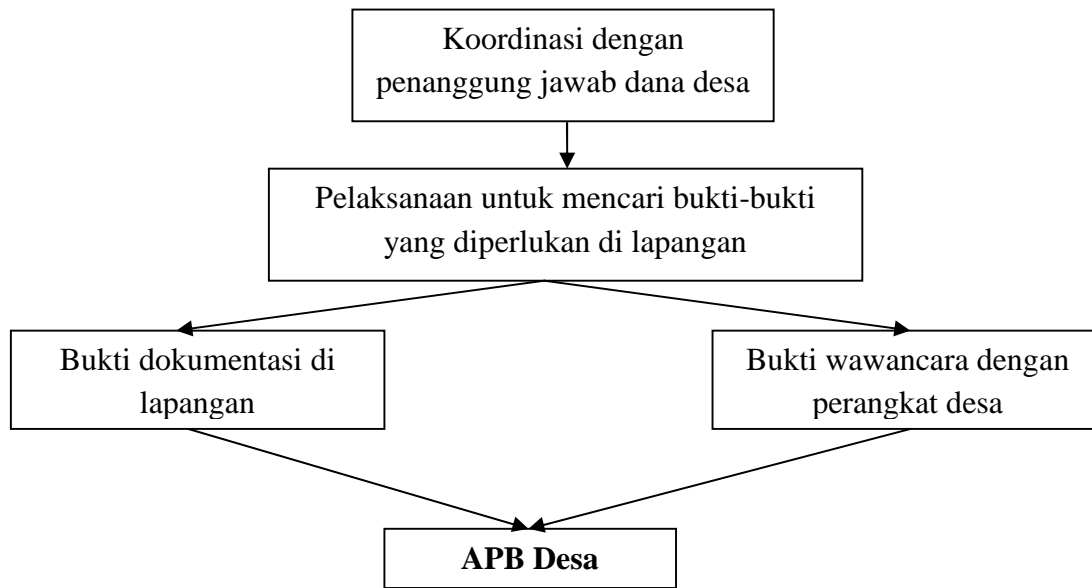 Koordinasi dengan
penanggung jawab dana desa
Pelaksanaan untuk mencari bukti-bukti
yang diperlukan di lapangan
Bukti dokumentasi di
lapangan
Bukti wawancara dengan
perangkat desa
APB Desa